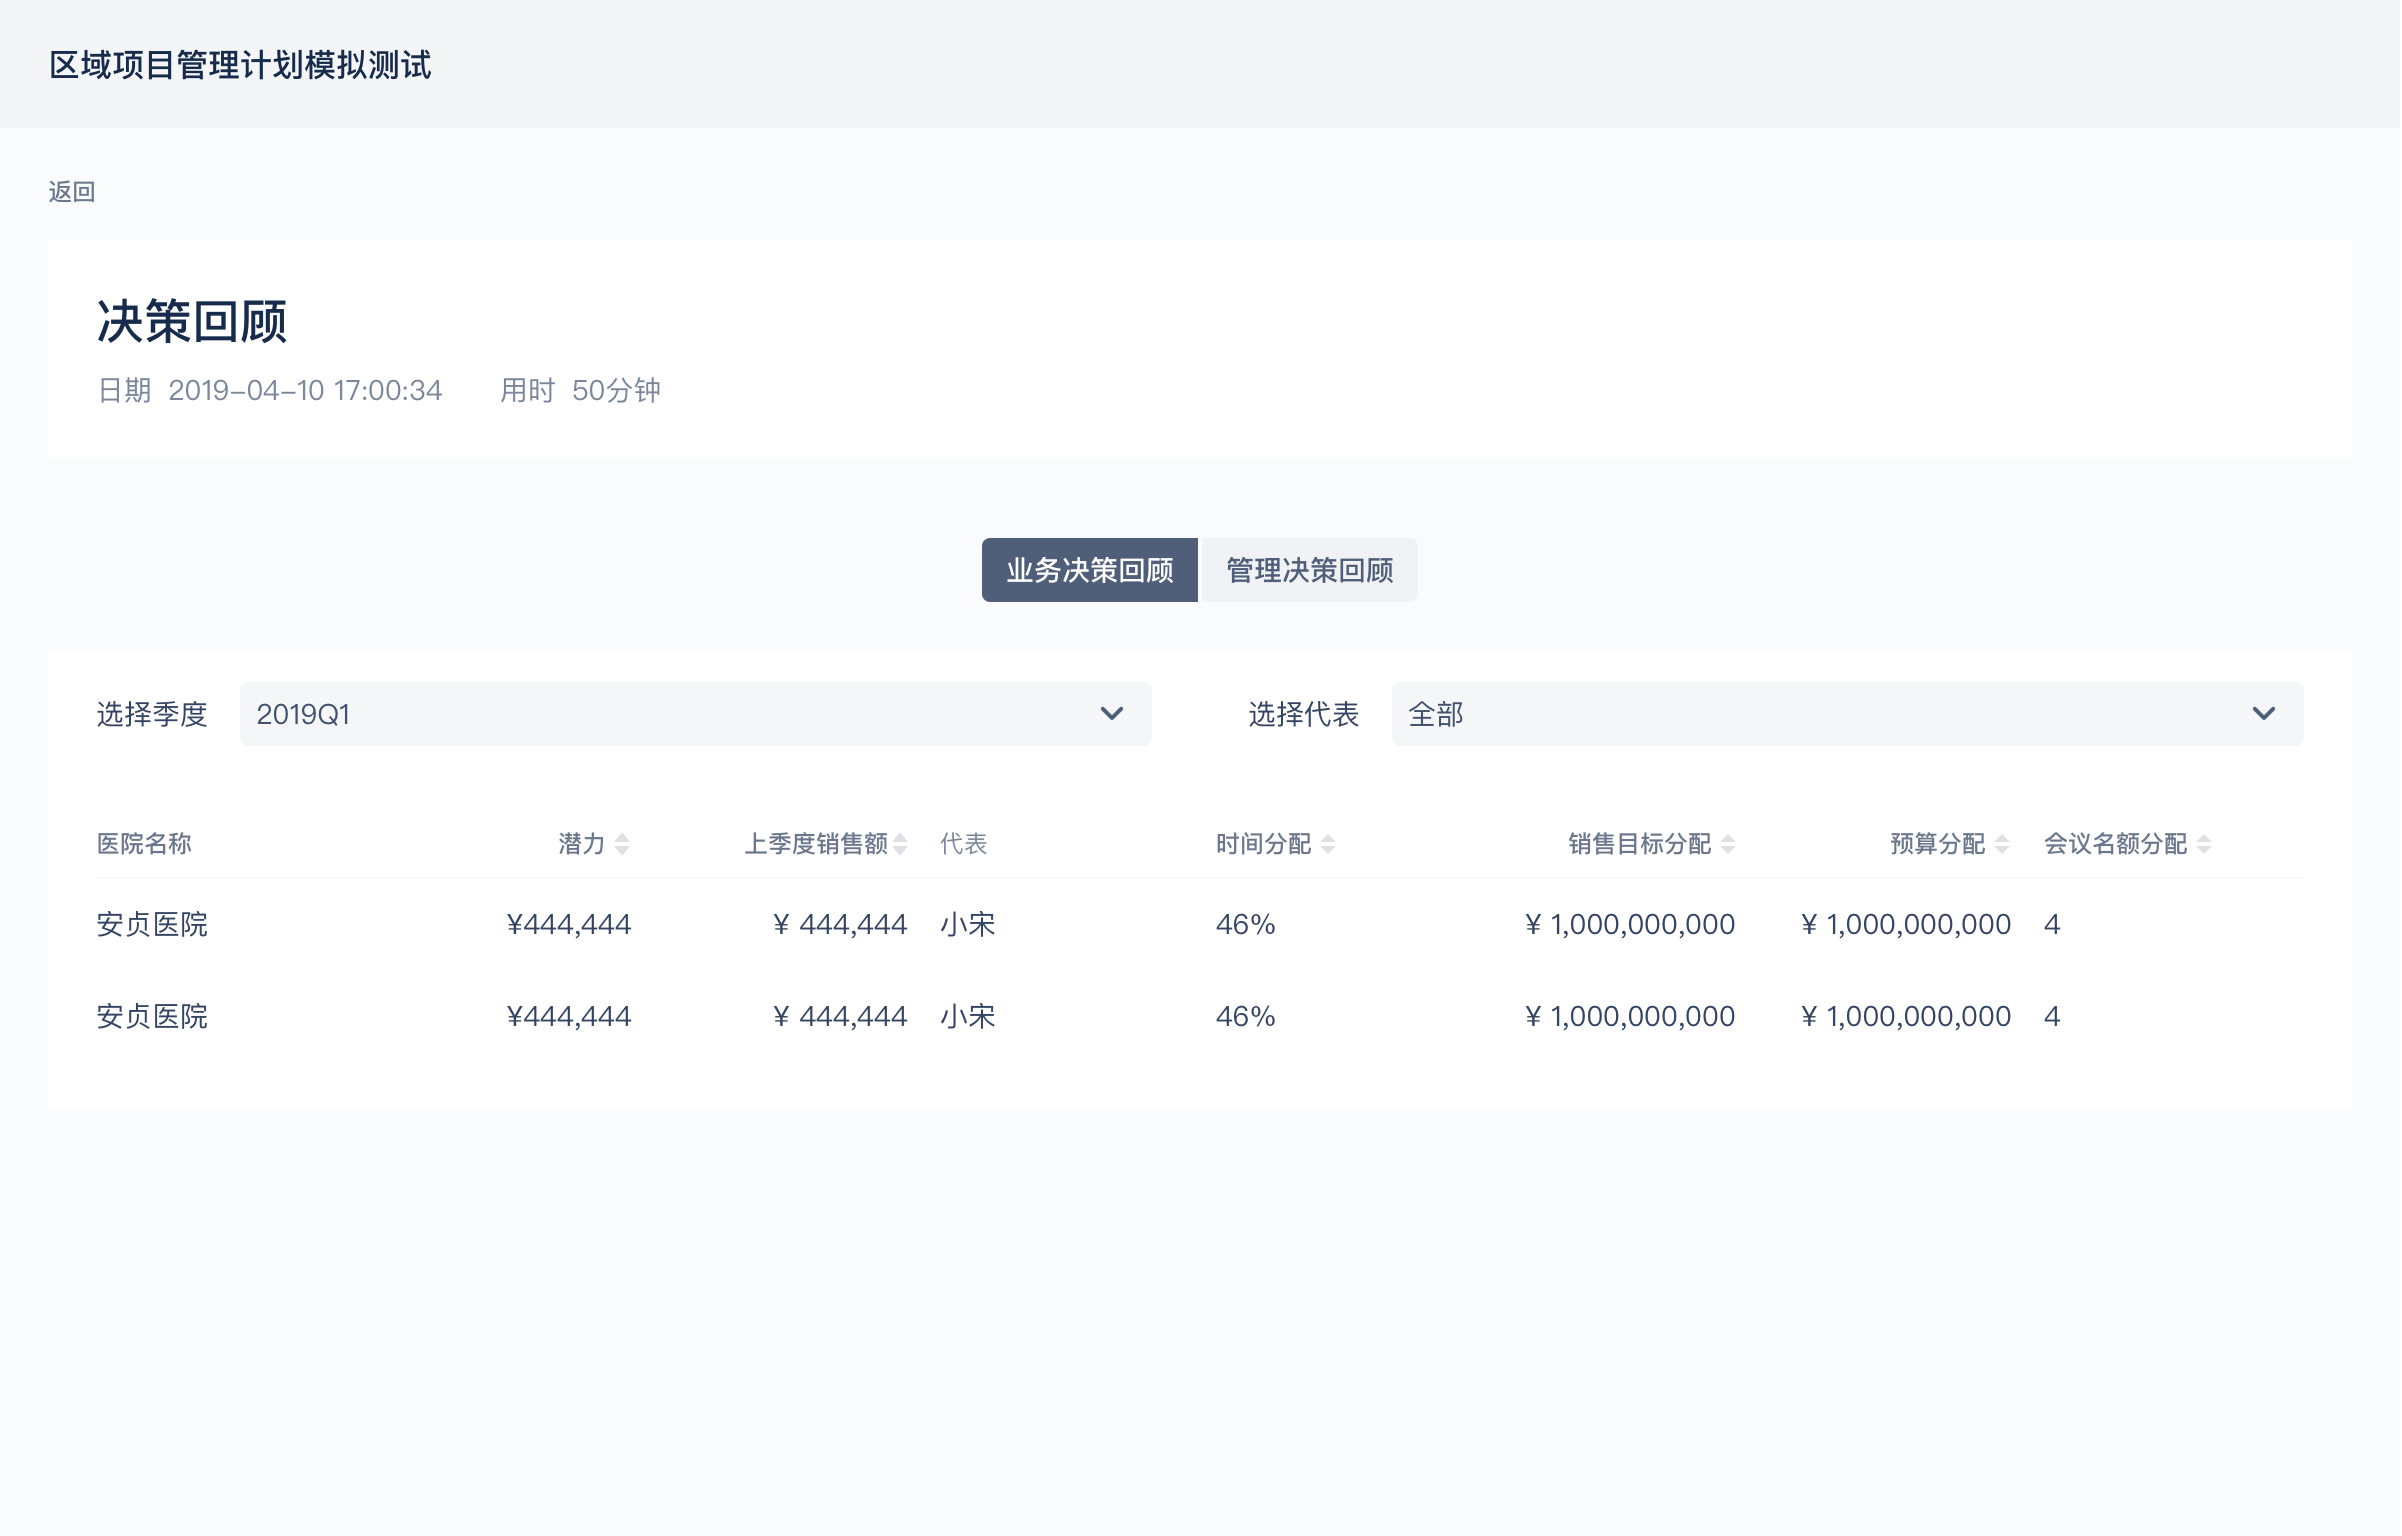 区域项目管理计划模拟测试
返回
决策回顾
日期 2019-04-10 17:00:34 用时 50分钟
业务决策回顾 管理决策回顾
选择季度 2019Q1 选择代表 全部
医院名称 潜力 上季度销售额 代表 时间分配 销售目标分配 预算分配 会议名额分配
安贞医院 ¥444,444 ¥ 444,444 小宋 46% ¥ 1,000,000,000 ¥ 1,000,000,000 4
安贞医院 ¥444,444 ¥ 444,444 小宋 46% ¥ 1,000,000,000 ¥ 1,000,000,000 4